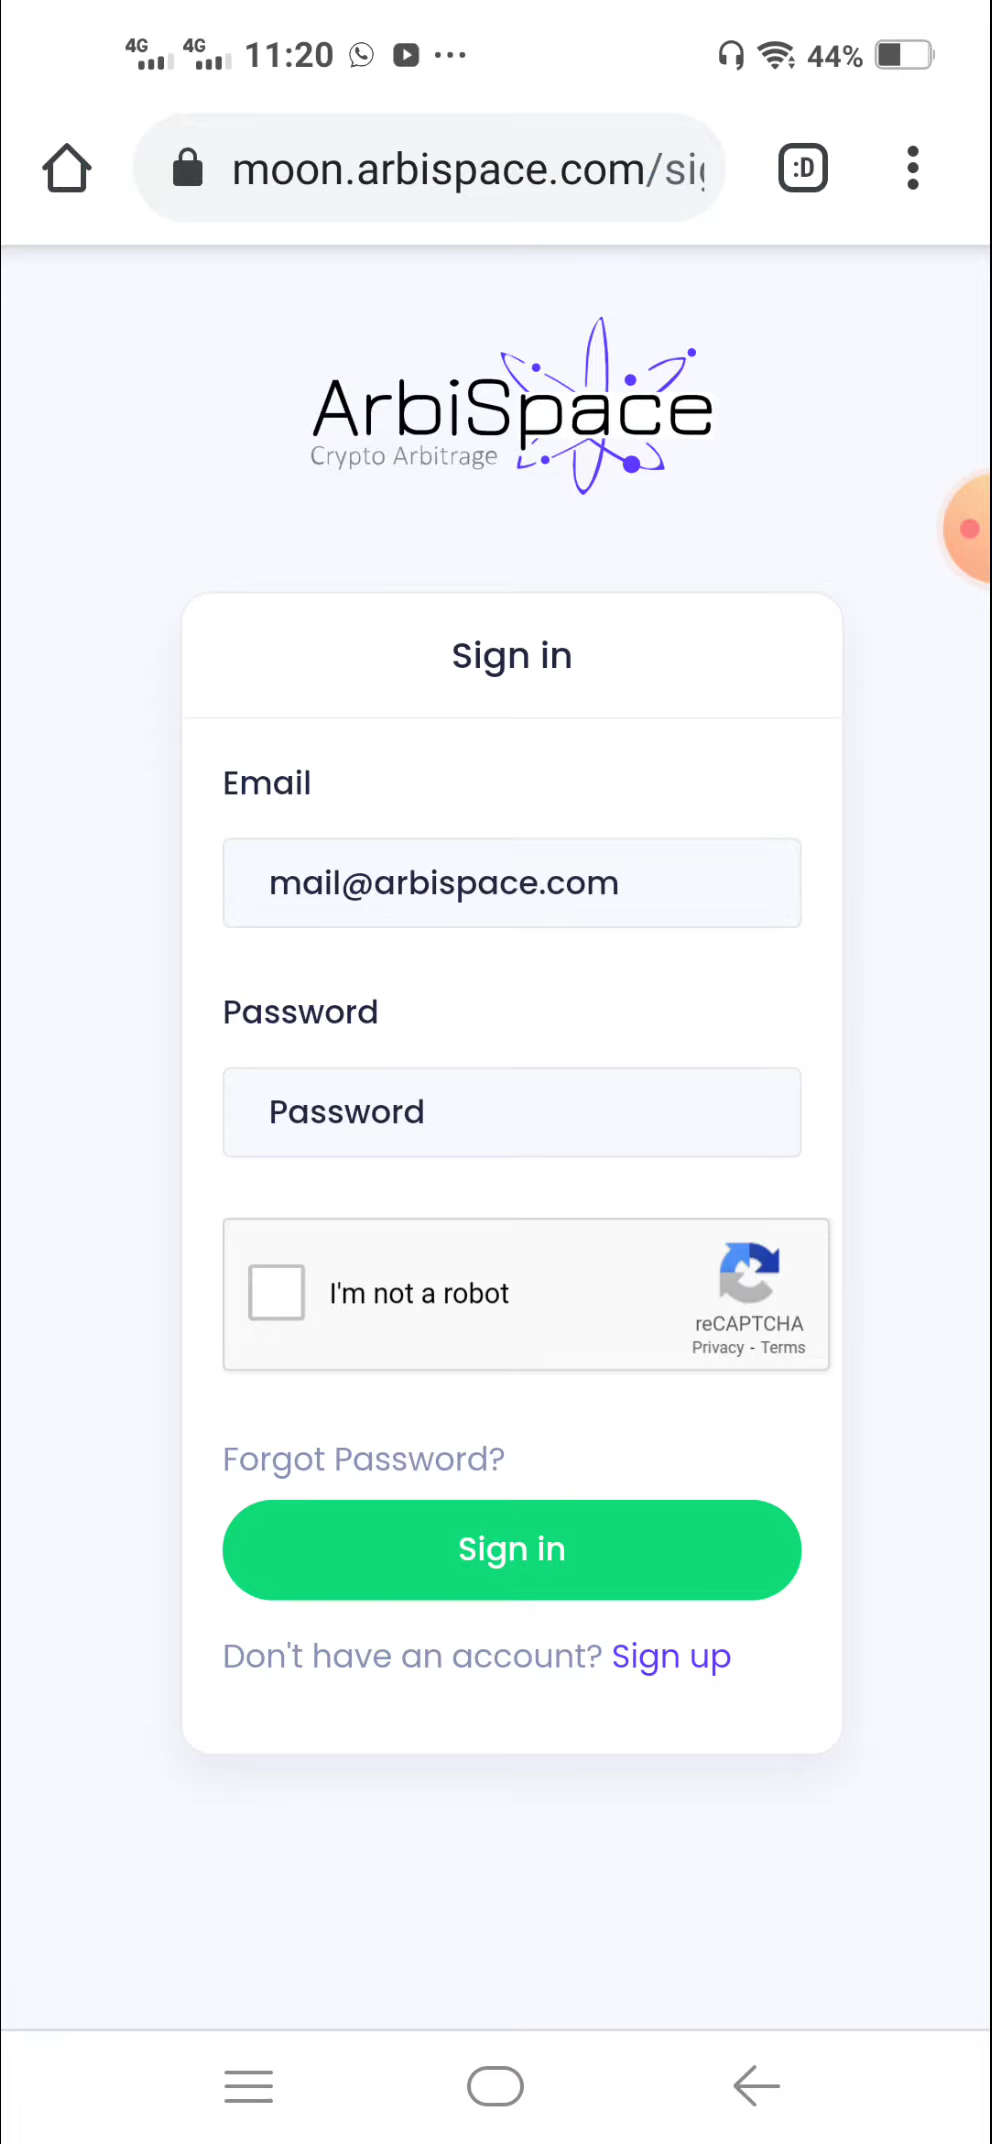 4G 4G 11:20 44%
moon.arbispace.com/si
:D
ArbiSpace
Crypto Arbitrage
Sign in
Email
mail@arbispace.com
Password
Password
I'm not a robot
reCAPTCHA
Privacy - Terms
Forgot Password?
Sign in
Don't have an account? Sign up